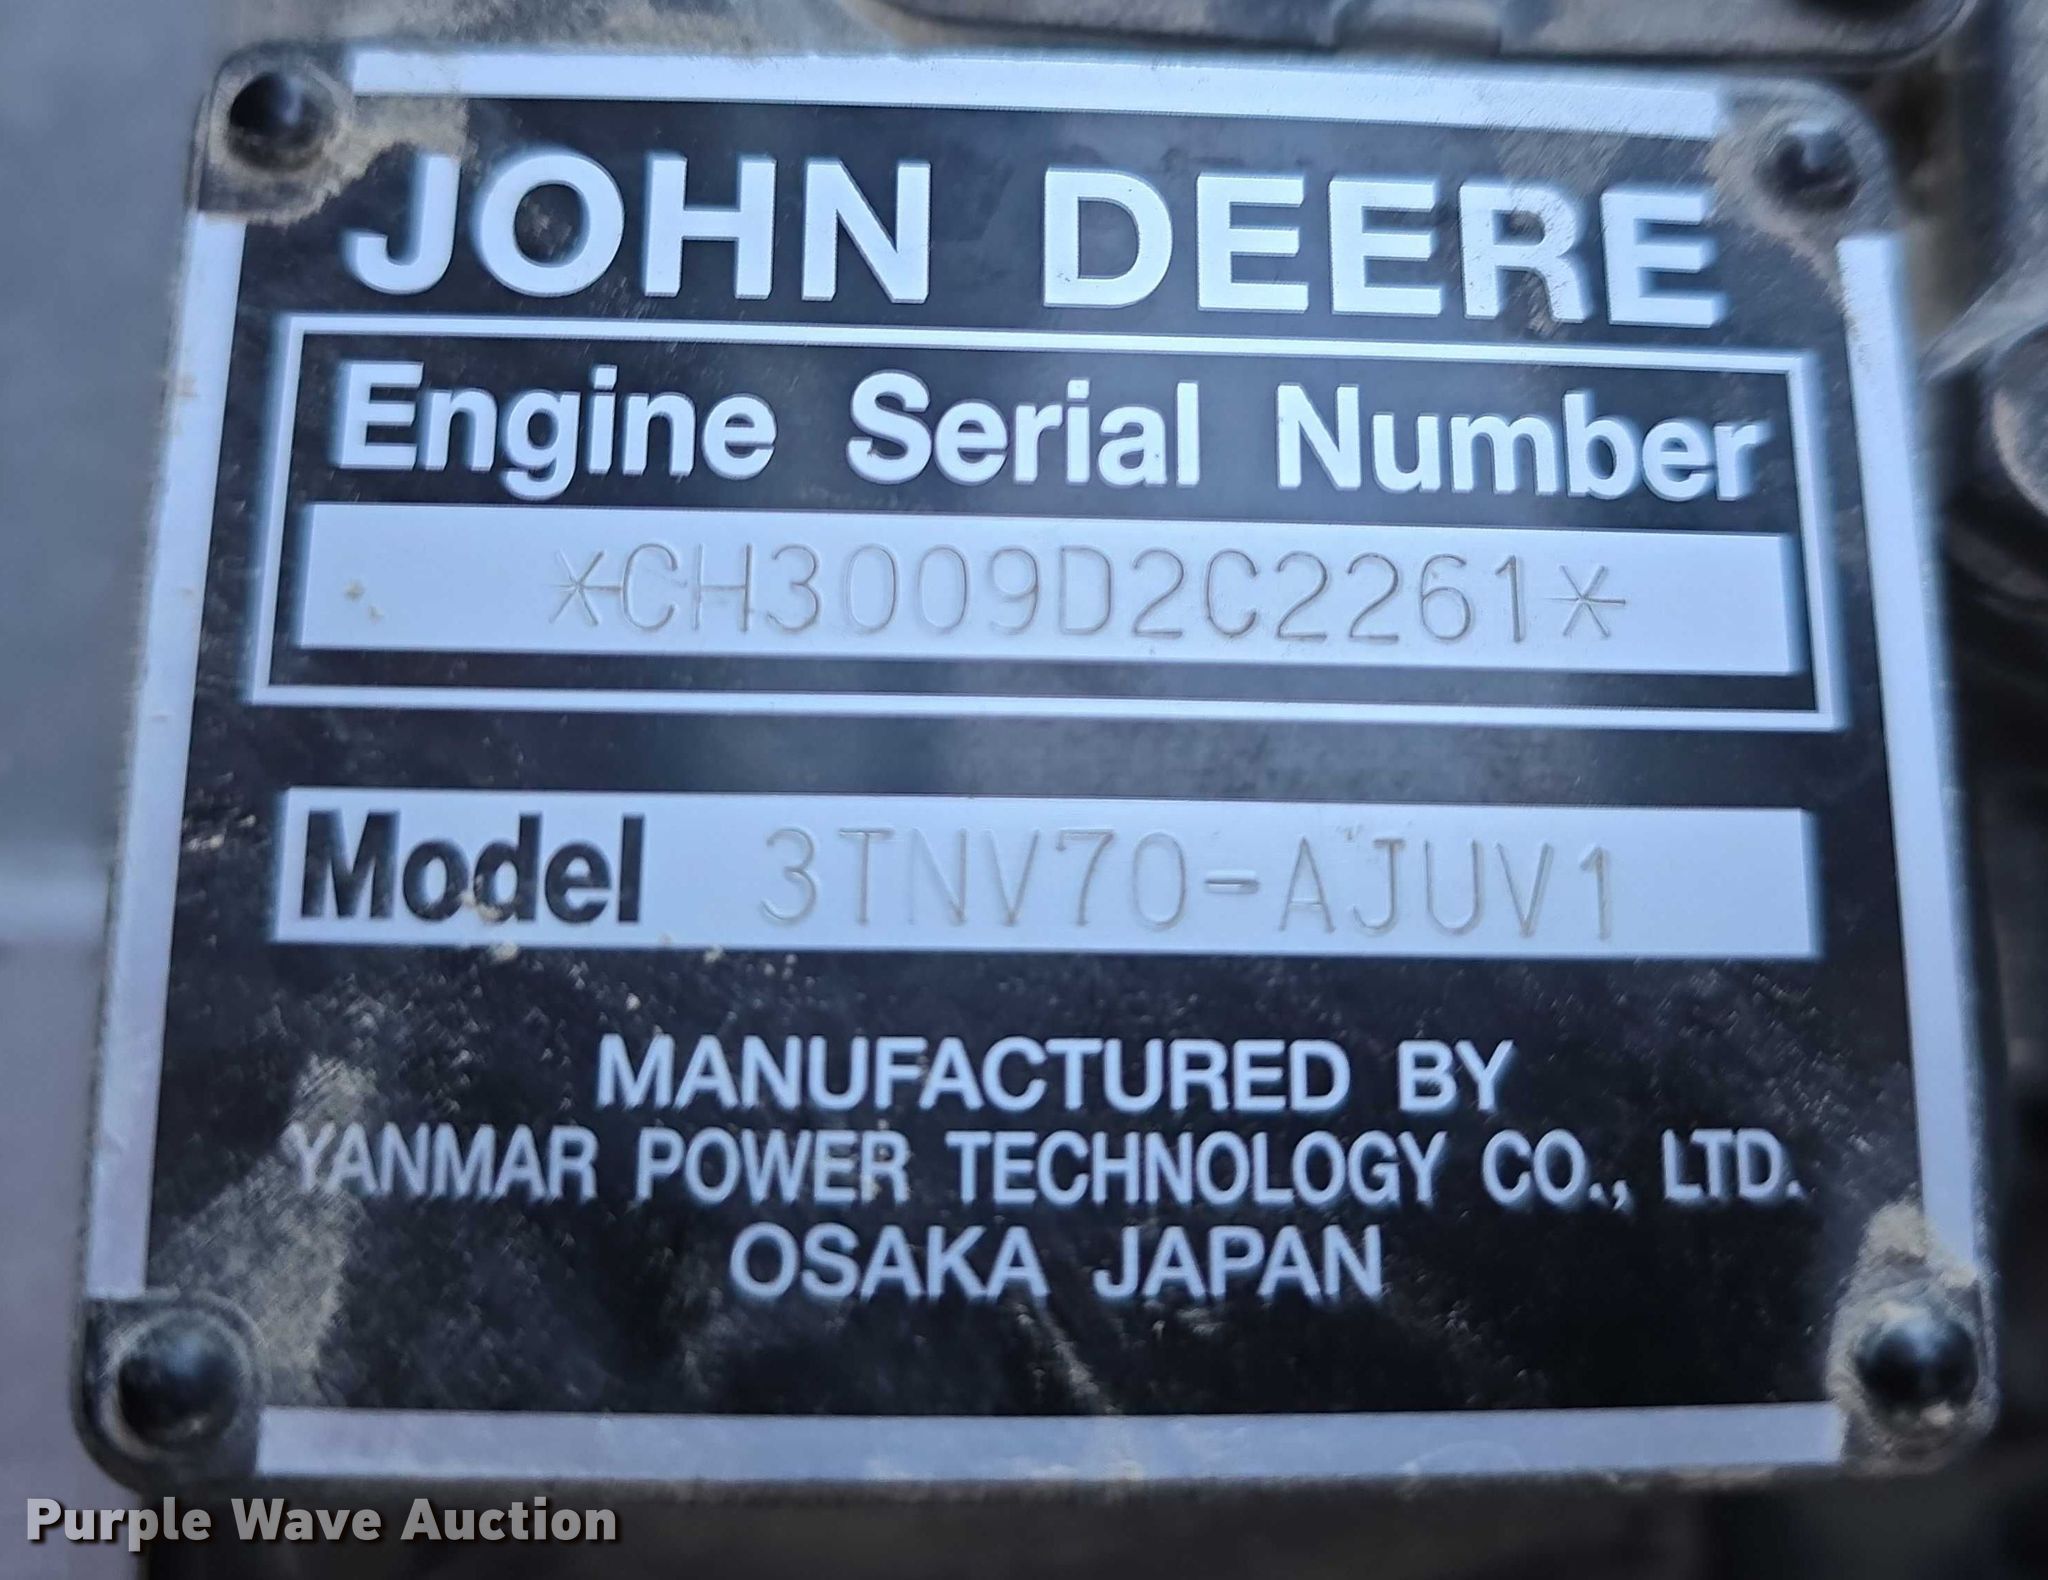 JOHN DEERE
Engine Serial Number
*CH3009D2C2261*
Model 3TNV70-AJUV1
MANUFACTURED BY
YANMAR POWER TECHNOLOGY CO., LTD.
OSAKA JAPAN
Purple Wave Auction